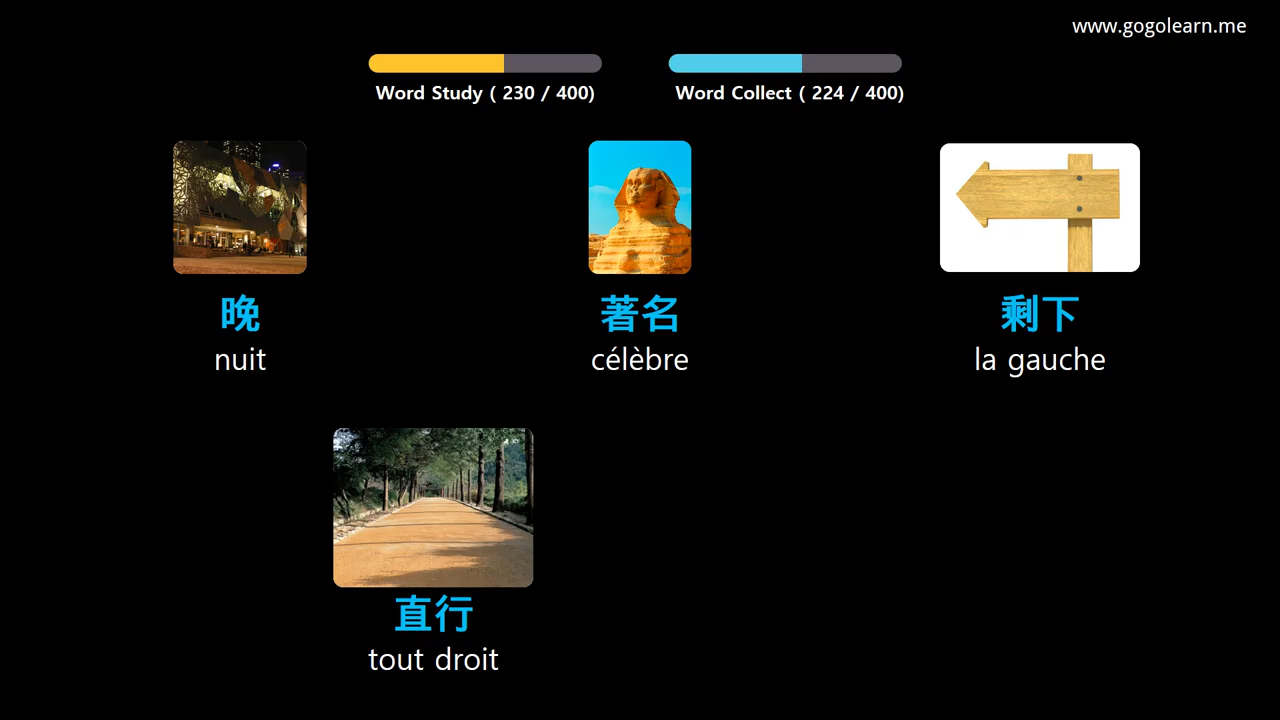 www.gogolearn.me
Word Study ( 230 / 400)
Word Collect ( 224 / 400)
晚
nuit
著名
célèbre
剩下
la gauche
直行
tout droit